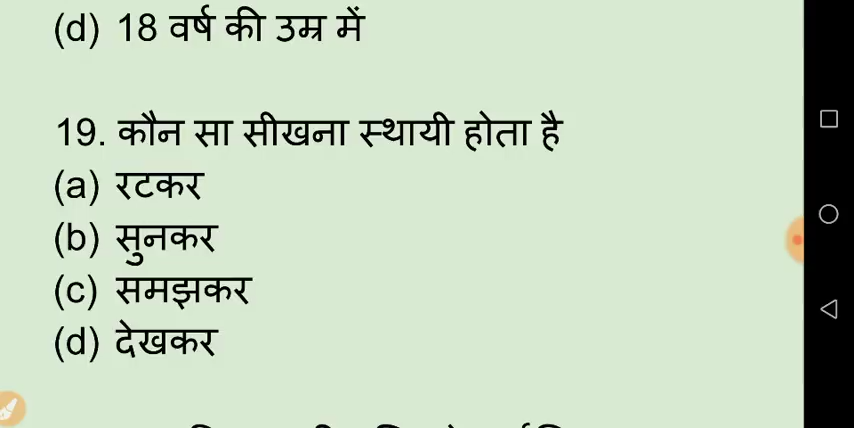 (d) 18 वर्ष की उम्र में
19. कौन सा सीखना स्थायी होता है
(a) रटकर
(b) सुनकर
(c) समझकर
(d) देखकर